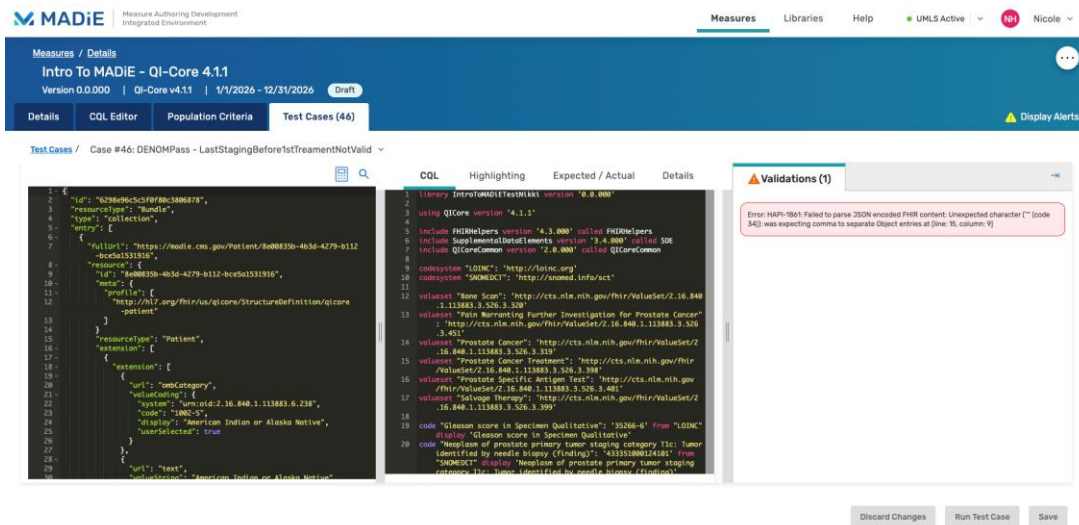 MADiE
Measure Authoring Development
Integrated Environment
Measures Libraries Help UMLS Active NH Nicole
Measures / Details
Intro To MADiE - QI-Core 4.1.1
Version 0.0.000 | QI-Core v4.1.1 | 1/1/2026 - 12/31/2026 Draft
Details CQL Editor Population Criteria Test Cases (46) Display Alerts
Test Cases / Case #46: DENOMPass - LastStagingBefore1stTreamentNotValid
1 {
2 "id": "6298e96c5c5f0f80c3806878",
3 "resourceType": "Bundle",
4 "type": "collection",
5 "entry": [
6 {
7 "fullUrl": "https://madie.cms.gov/Patient/8e00835b-4b3d-4279-b112
-bce5a1531916",
8 "resource": {
9 "id": "8e00835b-4b3d-4279-b112-bce5a1531916",
10 "meta": {
11 "profile": [
12 "http://hl7.org/fhir/us/qicore/StructureDefinition/qicore
-patient"
13 ]
14 }
15 "resourceType": "Patient",
16 "extension": [
17 {
18 "extension": [
19 {
20 "url": "ombCategory",
21 "valueCoding": {
22 "system": "urn:oid:2.16.840.1.113883.6.238",
23 "code": "1002-5",
24 "display": "American Indian or Alaska Native",
25 "userSelected": true
26 }
27 },
28 {
29 "url": "text",
30 "valueString": "American Indian or Alaska Native"
CQL Highlighting Expected / Actual Details
1 library IntroToMADiETestNikki version '0.0.000'
2
3 using QICore version '4.1.1'
4
5 include FHIRHelpers version '4.3.000' called FHIRHelpers
6 include SupplementalDataElements version '3.4.000' called SDE
7 include QICoreCommon version '2.0.000' called QICoreCommon
8
9 codesystem "LOINC": 'http://loinc.org'
10 codesystem "SNOMEDCT": 'http://snomed.info/sct'
11
12 valueset "Bone Scan": 'http://cts.nlm.nih.gov/fhir/ValueSet/2.16.840
.1.113883.3.526.3.320'
13 valueset "Pain Warranting Further Investigation for Prostate Cancer"
: 'http://cts.nlm.nih.gov/fhir/ValueSet/2.16.840.1.113883.3.526
.3.451'
14 valueset "Prostate Cancer": 'http://cts.nlm.nih.gov/fhir/ValueSet/2
.16.840.1.113883.3.526.3.319'
15 valueset "Prostate Cancer Treatment": 'http://cts.nlm.nih.gov/fhir
/ValueSet/2.16.840.1.113883.3.526.3.398'
16 valueset "Prostate Specific Antigen Test": 'http://cts.nlm.nih.gov
/fhir/ValueSet/2.16.840.1.113883.3.526.3.401'
17 valueset "Salvage Therapy": 'http://cts.nlm.nih.gov/fhir/ValueSet/2
.16.840.1.113883.3.526.3.399'
18
19 code "Gleason score in Specimen Qualitative": '35266-6' from "LOINC"
display 'Gleason score in Specimen Qualitative'
20 code "Neoplasm of prostate primary tumor staging category T1c: Tumor
identified by needle biopsy (finding)": '433351000124101' from
"SNOMEDCT" display 'Neoplasm of prostate primary tumor staging
category T1c: Tumor identified by needle biopsy (finding)'
Validations (1)
Error: HAPI-1861: Failed to parse JSON encoded FHIR content: Unexpected character ('"' (code
34)): was expecting comma to separate Object entries at [line: 15, column: 9]
Discard Changes Run Test Case Save